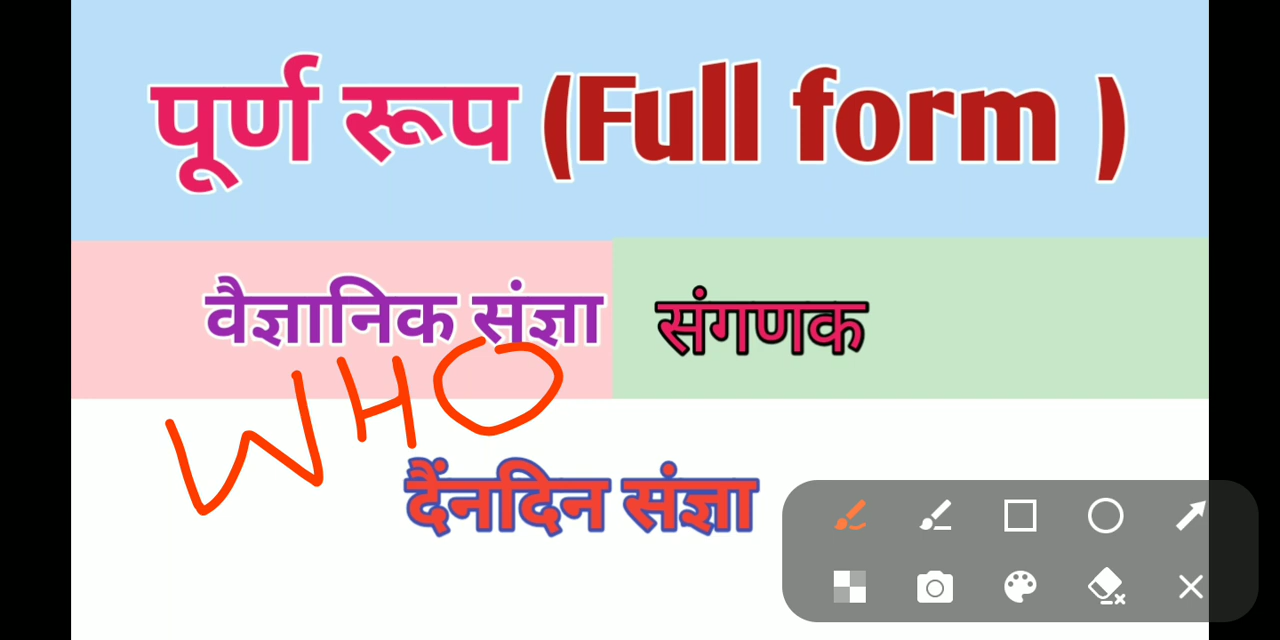 पूर्ण रूप (Full form )
वैज्ञानिक संज्ञा संगणक
WHO
दैंनदिन संज्ञा